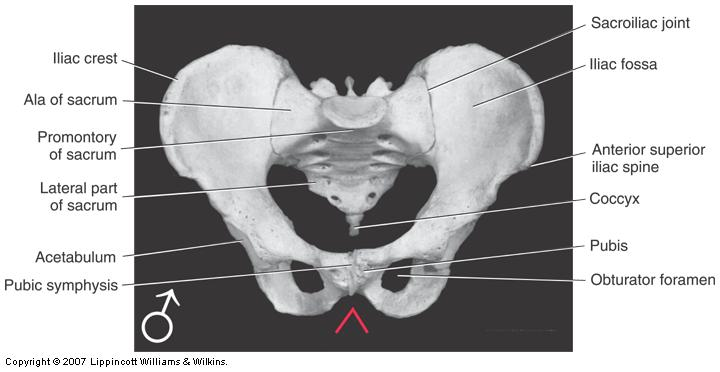 Iliac crest
Ala of sacrum
Promontory
of sacrum
Lateral part
of sacrum
Acetabulum
Pubic symphysis
Sacroiliac joint
Iliac fossa
Anterior superior
iliac spine
Coccyx
Pubis
Obturator foramen
Copyright © 2007 Lippincott Williams & Wilkins.